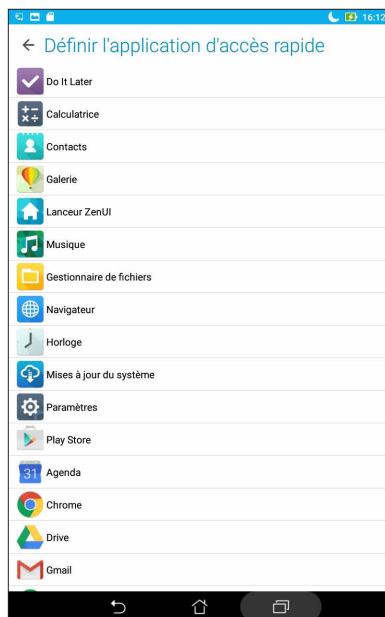 16:12
Définir l'application d'accès rapide
Do It Later
Calculatrice
Contacts
Galerie
Lanceur ZenUI
Musique
Gestionnaire de fichiers
Navigateur
Horloge
Mises à jour du système
Paramètres
Play Store
31 Agenda
Chrome
Drive
Gmail